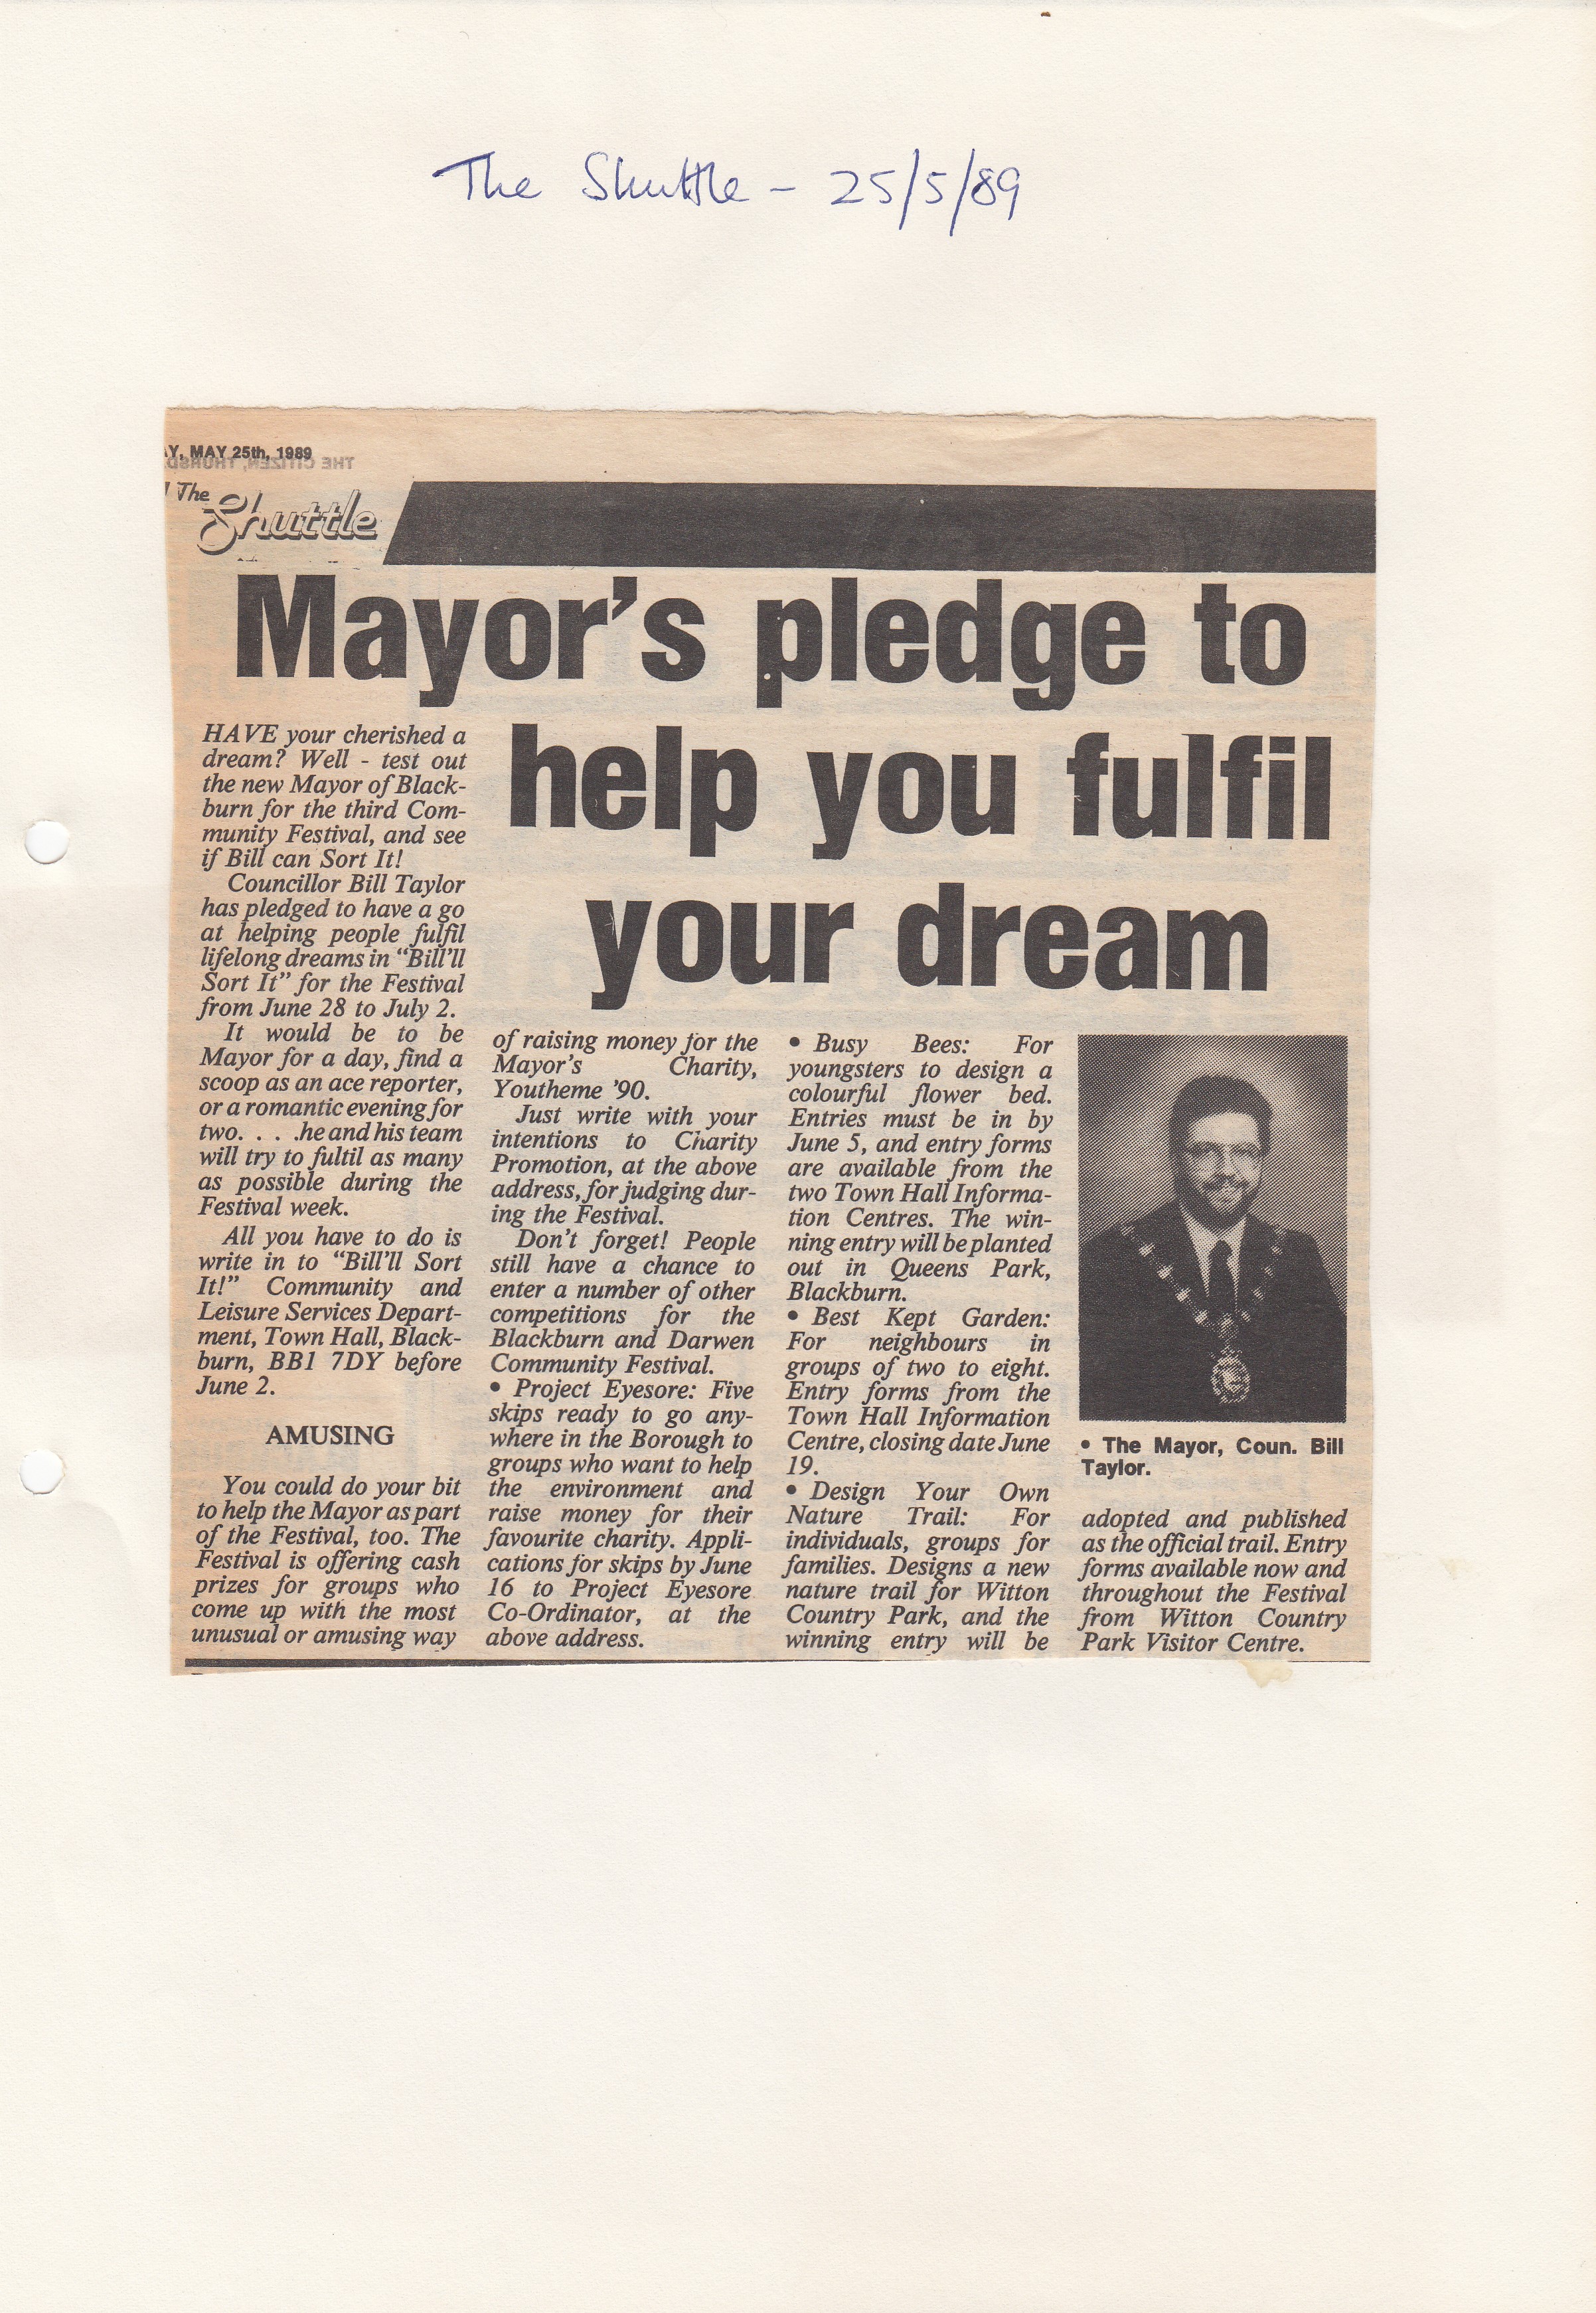 The Shuttle - 25/5/89
Y, MAY 25th, 1989
THE CITIZEN, THURSD
The
Shuttle
Mayor's pledge to
help you fulfil
your dream
HAVE your cherished a
dream? Well - test out
the new Mayor of Black-
burn for the third Com-
munity Festival, and see
if Bill can Sort It!
Councillor Bill Taylor
has pledged to have a go
at helping people fulfil
lifelong dreams in "Bill'll
Sort It" for the Festival
from June 28 to July 2.
It would be to be
Mayor for a day, find a
scoop as an ace reporter,
or a romantic evening for
two. . . .he and his team
will try to fultil as many
as possible during the
Festival week.
All you have to do is
write in to "Bill'll Sort
It!" Community and
Leisure Services Depart-
ment, Town Hall, Black-
burn, BB1 7DY before
June 2.
AMUSING
You could do your bit
to help the Mayor as part
of the Festival, too. The
Festival is offering cash
prizes for groups who
come up with the most
unusual or amusing way
of raising money for the
Mayor's Charity,
Youtheme '90.
Just write with your
intentions to Charity
Promotion, at the above
address, for judging dur-
ing the Festival.
Don't forget! People
still have a chance to
enter a number of other
competitions for the
Blackburn and Darwen
Community Festival.
• Project Eyesore: Five
skips ready to go any-
where in the Borough to
groups who want to help
the environment and
raise money for their
favourite charity. Appli-
cations for skips by June
16 to Project Eyesore
Co-Ordinator, at the
above address.
• Busy Bees: For
youngsters to design a
colourful flower bed.
Entries must be in by
June 5, and entry forms
are available from the
two Town Hall Informa-
tion Centres. The win-
ning entry will be planted
out in Queens Park,
Blackburn.
• Best Kept Garden:
For neighbours in
groups of two to eight.
Entry forms from the
Town Hall Information
Centre, closing date June
19.
• Design Your Own
Nature Trail: For
individuals, groups for
families. Designs a new
nature trail for Witton
Country Park, and the
winning entry will be
• The Mayor, Coun. Bill
Taylor.
adopted and published
as the official trail. Entry
forms available now and
throughout the Festival
from Witton Country
Park Visitor Centre.